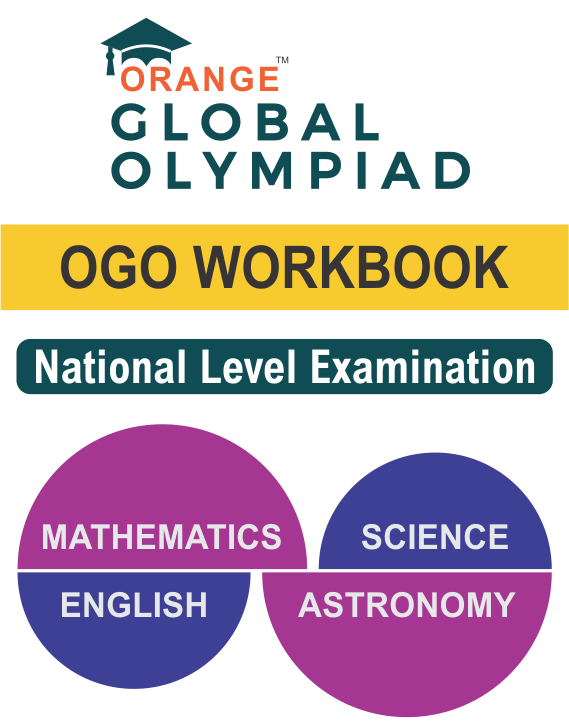 ORANGE™
GLOBAL
OLYMPIAD
OGO WORKBOOK
National Level Examination
MATHEMATICS
SCIENCE
ENGLISH
ASTRONOMY